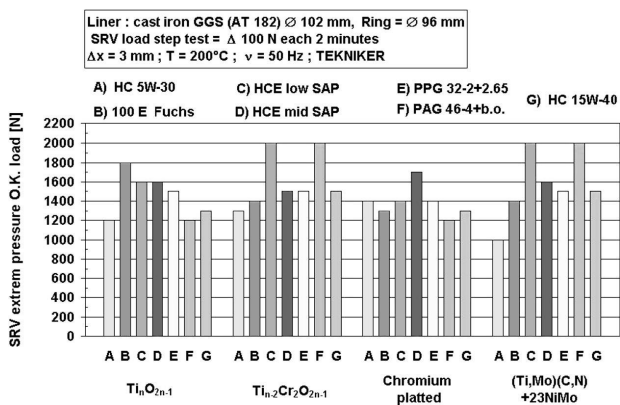 Liner : cast iron GGS (AT 182) Ø 102 mm, Ring = Ø 96 mm
SRV load step test = Δ 100 N each 2 minutes
Δx = 3 mm ; T = 200°C ; ν = 50 Hz ; TEKNIKER
A) HC 5W-30
C) HCE low SAP
E) PPG 32-2+2.65
G) HC 15W-40
B) 100 E Fuchs
D) HCE mid SAP
F) PAG 46-4+b.o.
SRV extrem pressure O.K. load [N]
2200
2000
1800
1600
1400
1200
1000
800
600
400
200
0
A B C D E F G A B C D E F G A B C D E F G A B C D E F G
TiₙO₂ₙ₋₁
Tiₙ₋₂Cr₂O₂ₙ₋₁
Chromium
platted
(Ti,Mo)(C,N)
+23NiMo